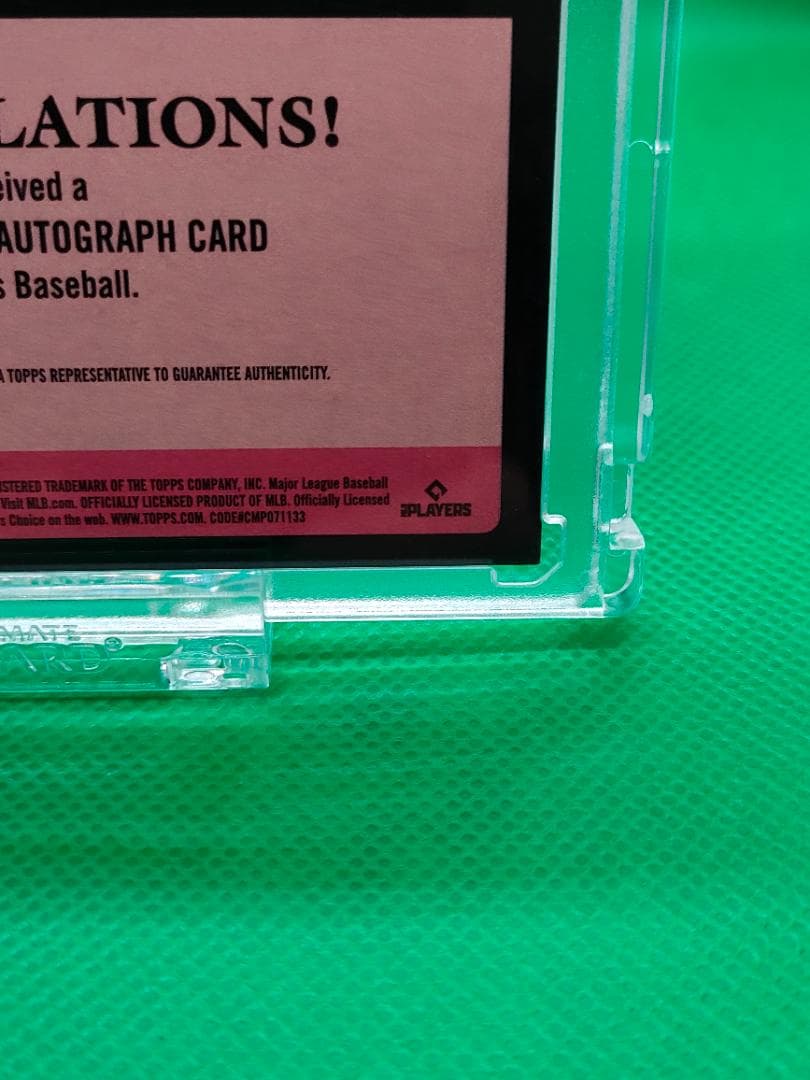 LATIONS!
eived a
AUTOGRAPH CARD
s Baseball.
A TOPPS REPRESENTATIVE TO GUARANTEE AUTHENTICITY.
ISTERED TRADEMARK OF THE TOPPS COMPANY, INC. Major League Baseball
Visit MLB.com. OFFICIALLY LICENSED PRODUCT OF MLB. Officially Licensed
s Choice on the web. WWW.TOPPS.COM. CODE#CMP071133
PLAYERS
MATE
ARD®